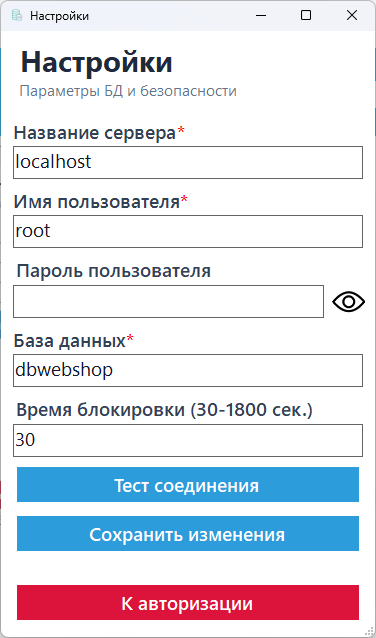 Настройки
Настройки
Параметры БД и безопасности
Название сервера*
localhost
Имя пользователя*
root
Пароль пользователя
База данных*
dbwebshop
Время блокировки (30-1800 сек.)
30
Тест соединения
Сохранить изменения
К авторизации